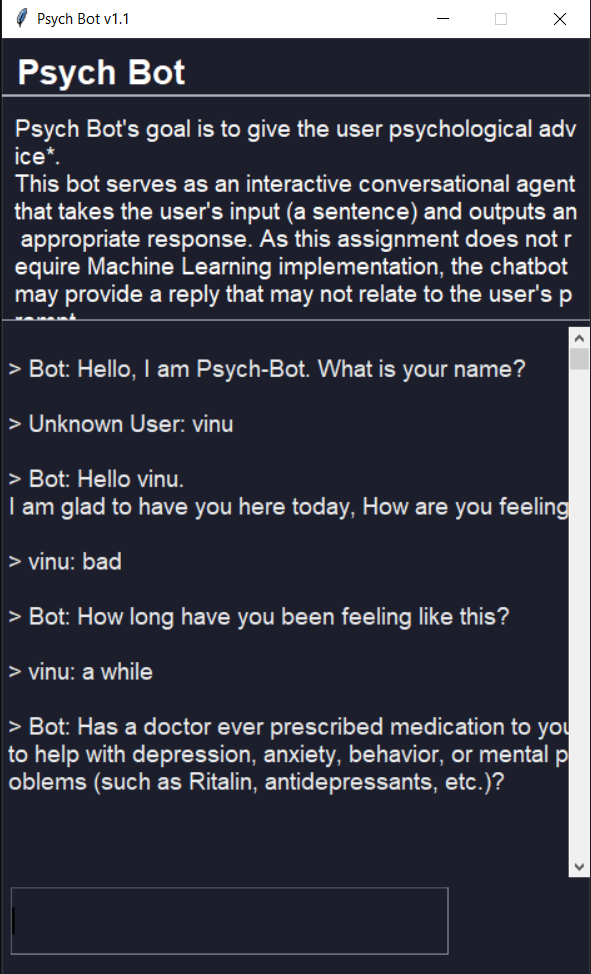 Psych Bot v1.1
Psych Bot
Psych Bot's goal is to give the user psychological adv
ice*.
This bot serves as an interactive conversational agent
that takes the user's input (a sentence) and outputs an
appropriate response. As this assignment does not r
equire Machine Learning implementation, the chatbot
may provide a reply that may not relate to the user's p
rompt
> Bot: Hello, I am Psych-Bot. What is your name?
> Unknown User: vinu
> Bot: Hello vinu.
I am glad to have you here today, How are you feeling
> vinu: bad
> Bot: How long have you been feeling like this?
> vinu: a while
> Bot: Has a doctor ever prescribed medication to you
to help with depression, anxiety, behavior, or mental p
oblems (such as Ritalin, antidepressants, etc.)?